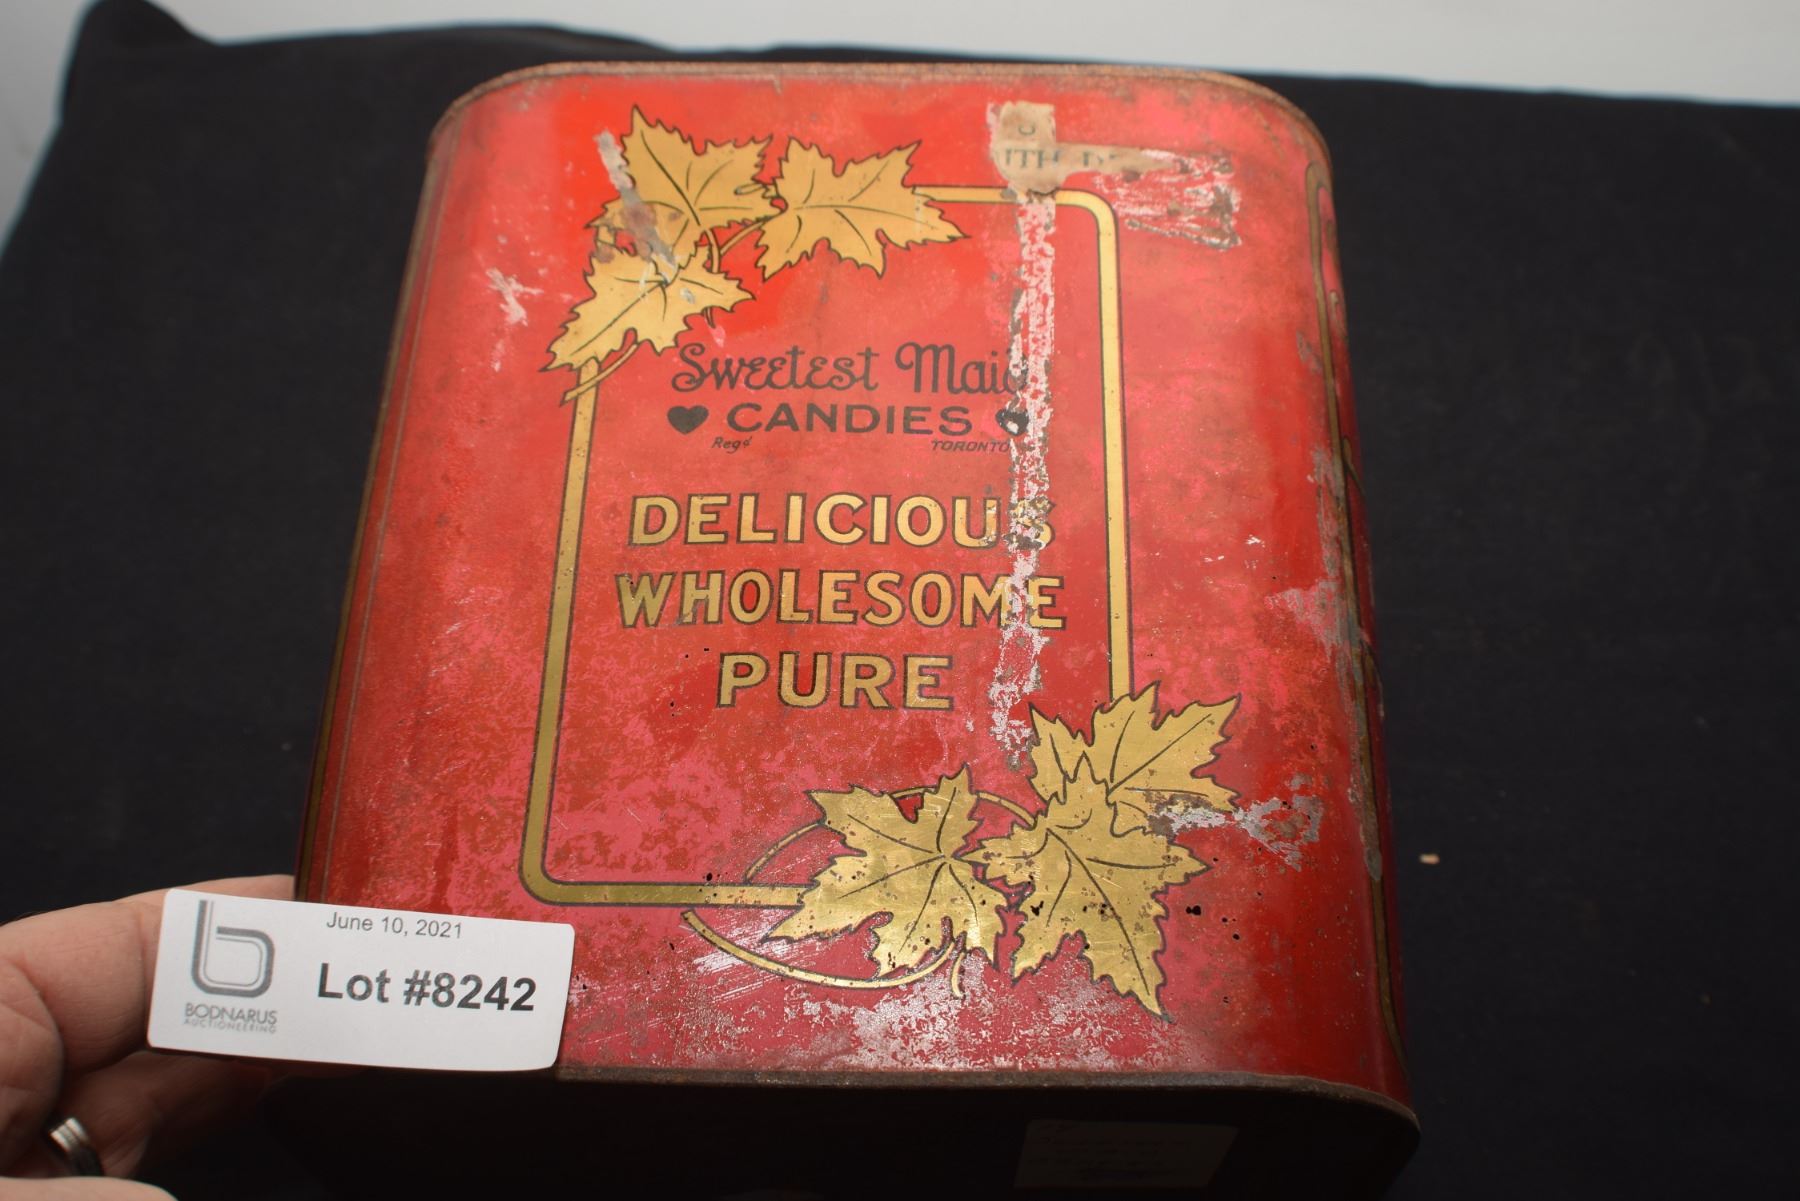 Sweetest Maid
CANDIES
Regd TORONTO
DELICIOUS
WHOLESOME
PURE
June 10, 2021
Lot #8242
BODNARUS
AUCTIONEERING